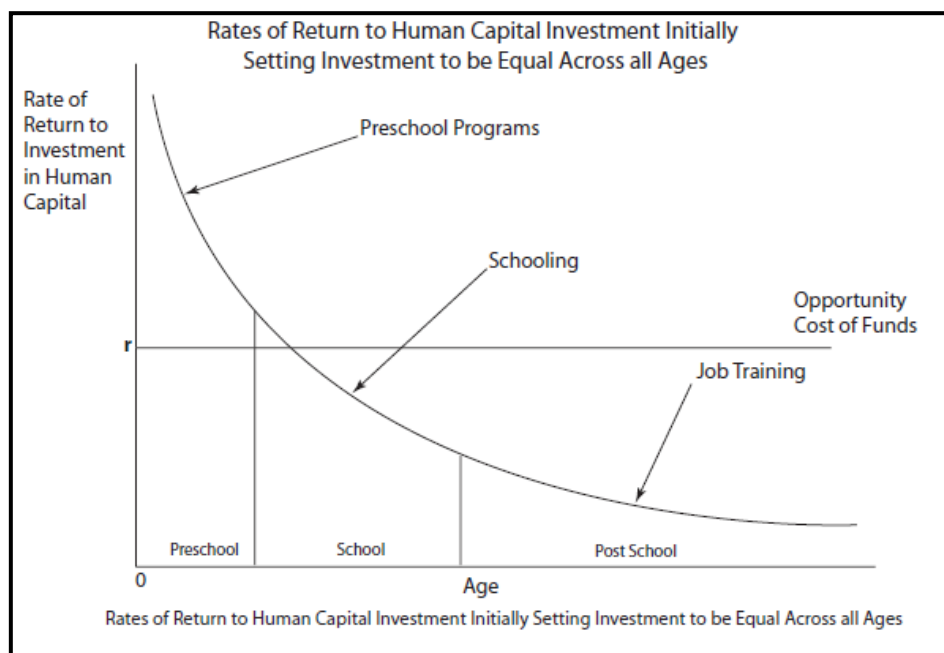 Rates of Return to Human Capital Investment Initially
Setting Investment to be Equal Across all Ages
Rate of
Return to
Investment
in Human
Capital
Preschool Programs
Schooling
Opportunity
Cost of Funds
r
Job Training
Preschool
School
Post School
0
Age
Rates of Return to Human Capital Investment Initially Setting Investment to be Equal Across all Ages